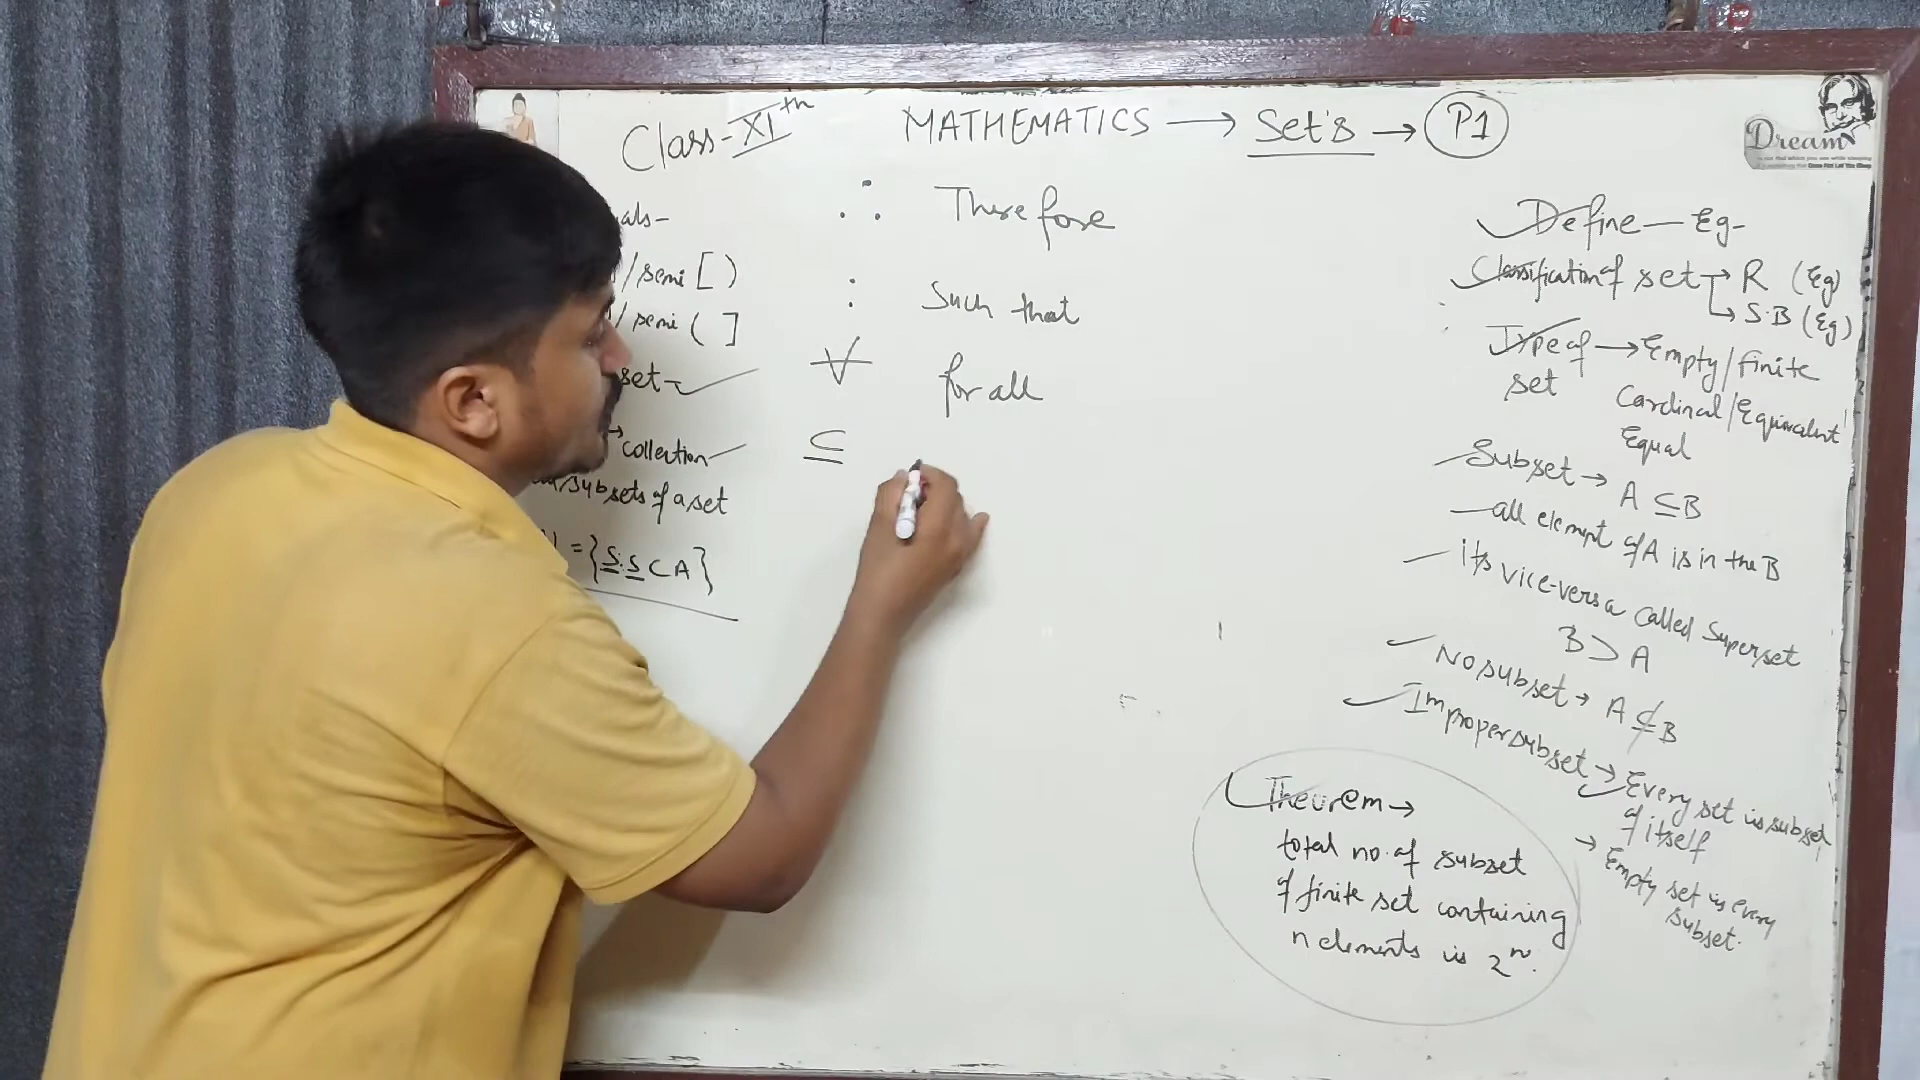 Class-XIth MATHEMATICS → Set's → P1
als-
/semi [ )
/semi ( ]
set-
→ collection
subsets of a set
= { S : S ⊂ A }
∴ Therefore
: Such that
∀ for all
⊆
Define — Eg-
Classification of set → R (Eg)
→ S.B (Eg)
Type of set → Empty/finite
Cardinal/Equivalent
Equal
Subset → A ⊆ B
- all element of A is in the B
- its vice-versa called Superset
B ⊃ A
No subset → A ⊈ B
Improper subset → Every set is subset
of itself
→ Empty set is every
subset.
Theorem →
total no. of subset
of finite set containing
n elements is 2ⁿ.
Dream